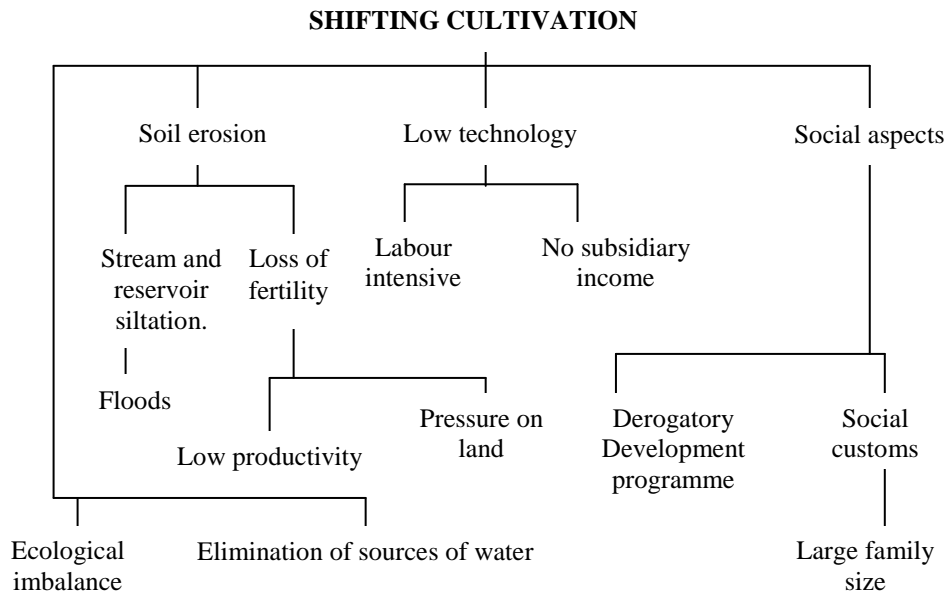 SHIFTING CULTIVATION
Soil erosion
Low technology
Social aspects
Stream and
reservoir
siltation.
Loss of
fertility
Labour
intensive
No subsidiary
income
Floods
Low productivity
Pressure on
land
Derogatory
Development
programme
Social
customs
Ecological
imbalance
Elimination of sources of water
Large family
size